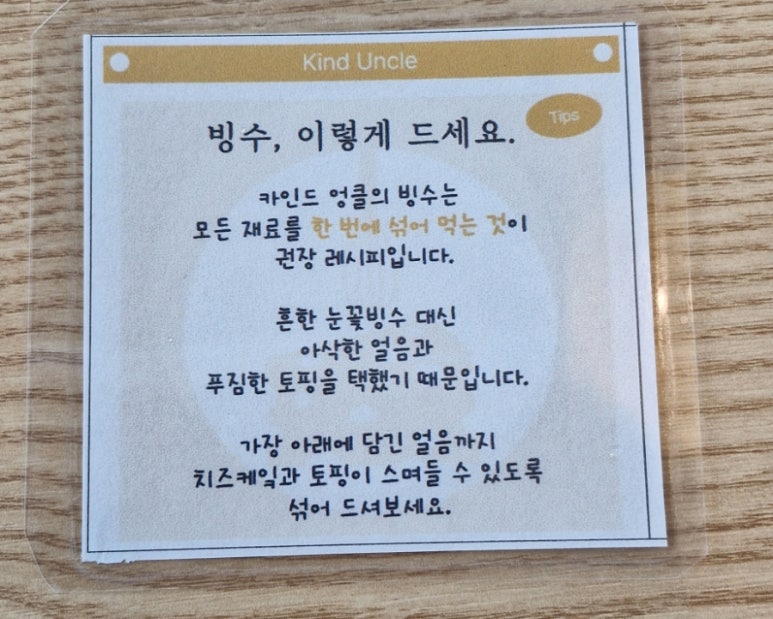 Kind Uncle
Tips
빙수, 이렇게 드세요.
카인드 엉클의 빙수는
모든 재료를 한 번에 섞어 먹는 것이
권장 레시피입니다.
흔한 눈꽃빙수 대신
아삭한 얼음과
푸짐한 토핑을 택했기 때문입니다.
가장 아래에 담긴 얼음까지
치즈케잌과 토핑이 스며들 수 있도록
섞어 드셔보세요.